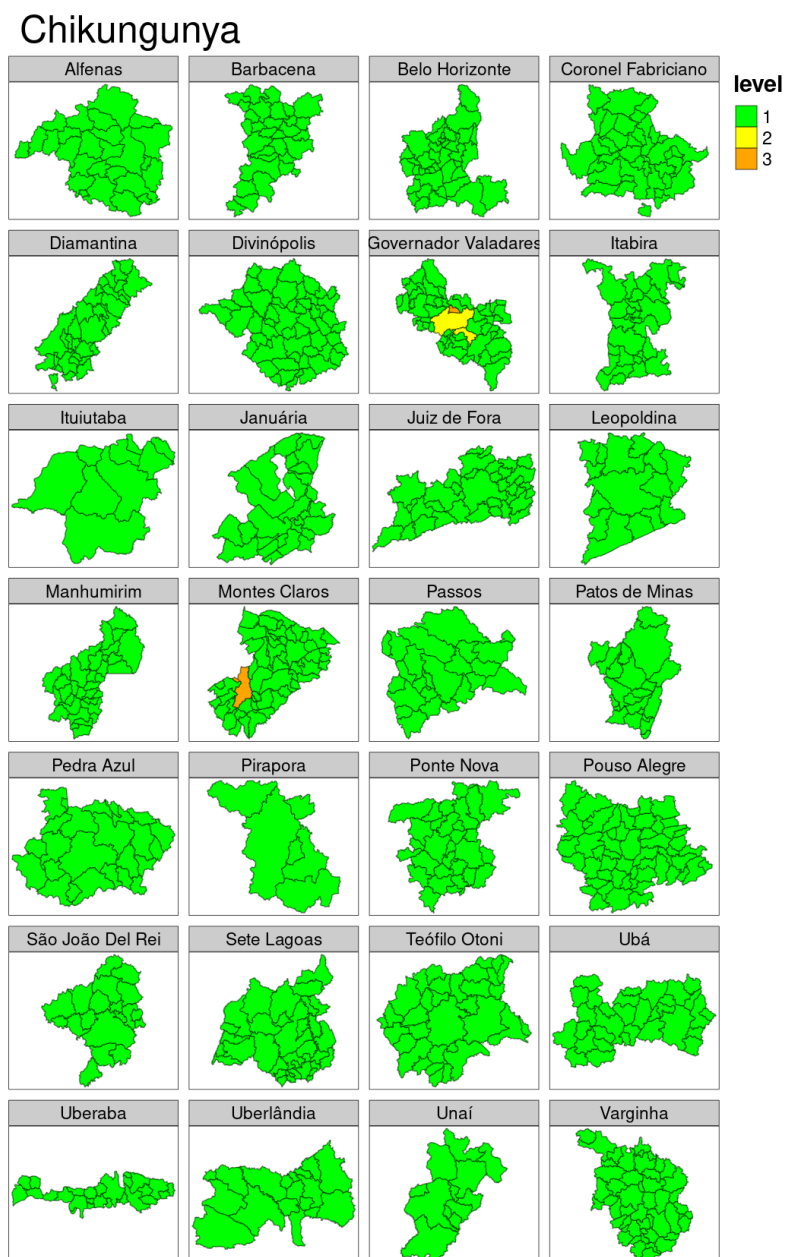 Chikungunya
Alfenas
Barbacena
Belo Horizonte
Coronel Fabriciano
level
1
2
3
Diamantina
Divinópolis
Governador Valadares
Itabira
Ituiutaba
Januária
Juiz de Fora
Leopoldina
Manhumirim
Montes Claros
Passos
Patos de Minas
Pedra Azul
Pirapora
Ponte Nova
Pouso Alegre
São João Del Rei
Sete Lagoas
Teófilo Otoni
Ubá
Uberaba
Uberlândia
Unaí
Varginha